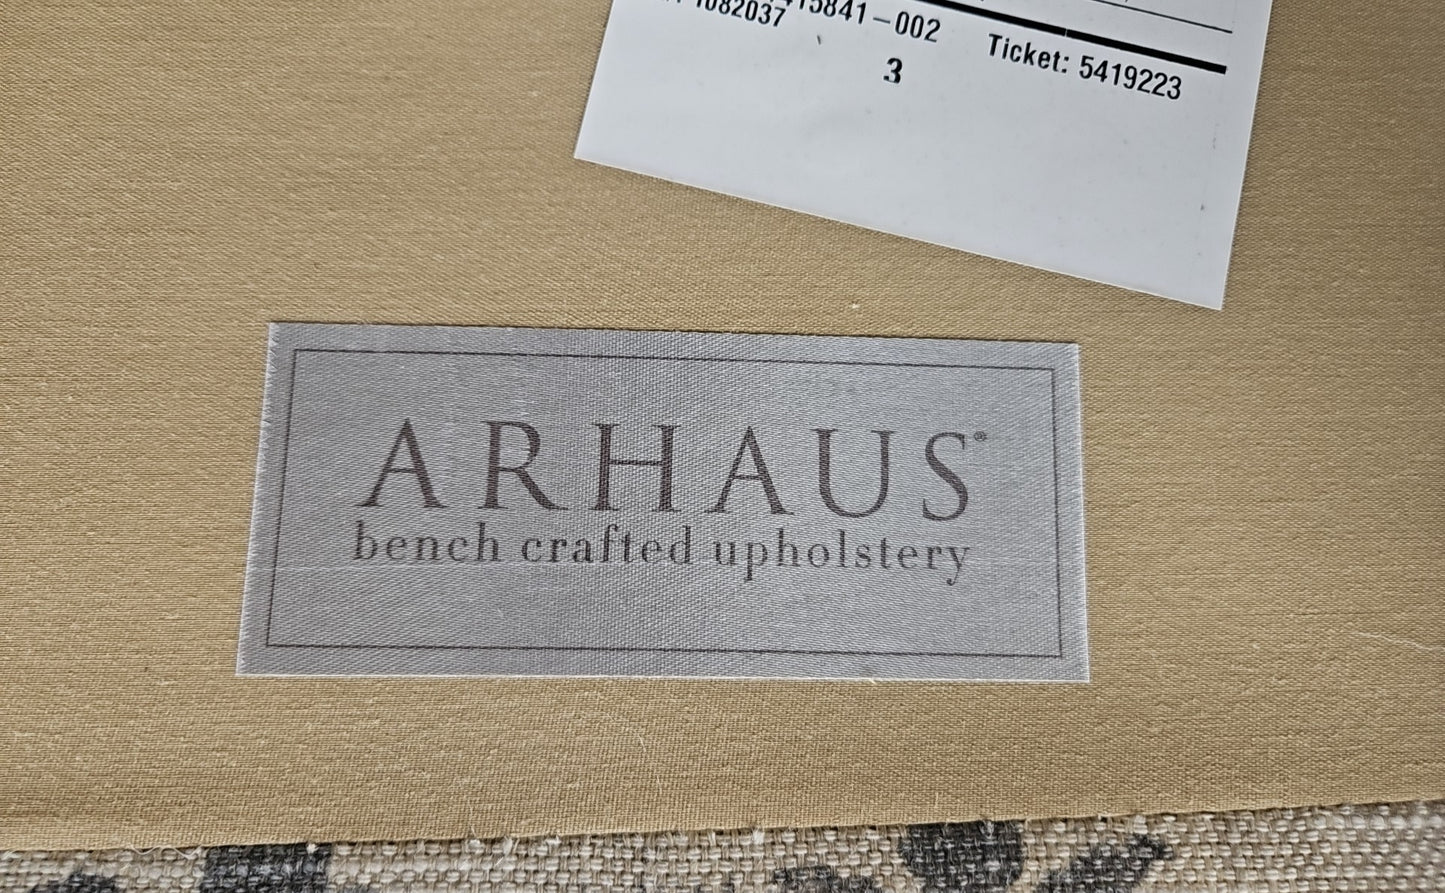 1082037
15841-002
Ticket: 5419223
3
ARHAUS®
bench crafted upholstery